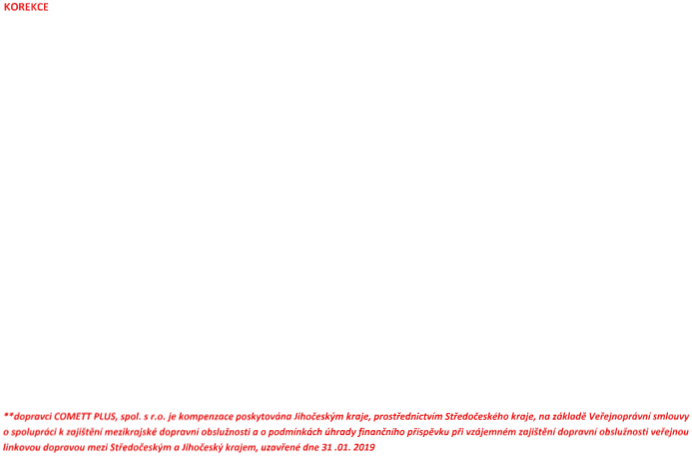 KOREKCE
**dopravci COMETT PLUS, spol. s r.o. je kompenzace poskytována Jihočeským kraje, prostřednictvím Středočeského kraje, na základě Veřejnoprávní smlouvy
o spolupráci k zajištění mezikrajské dopravní obslužnosti a o podmínkách úhrady finančního příspěvku při vzájemném zajištění dopravní obslužnosti veřejnou
linkovou dopravou mezi Středočeským a Jihočeský krajem, uzavřené dne 31 .01. 2019